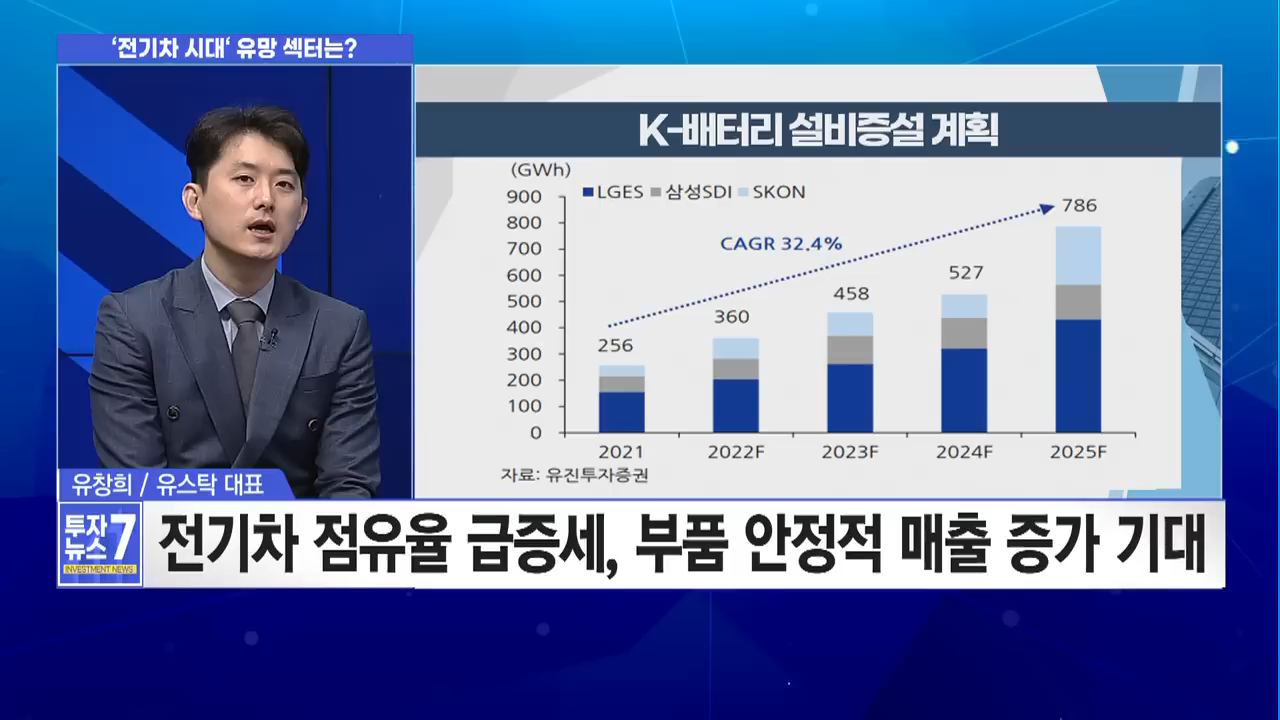 ‘전기차 시대‘ 유망 섹터는?
K-배터리 설비증설 계획
(GWh)
LGES 삼성SDI SKON
900
800
700
600
500
400
300
200
100
0
CAGR 32.4%
256
360
458
527
786
2021 2022F 2023F 2024F 2025F
자료: 유진투자증권
유창희 / 유스탁 대표
투자
뉴스 7
INVESTMENT NEWS
전기차 점유율 급증세, 부품 안정적 매출 증가 기대